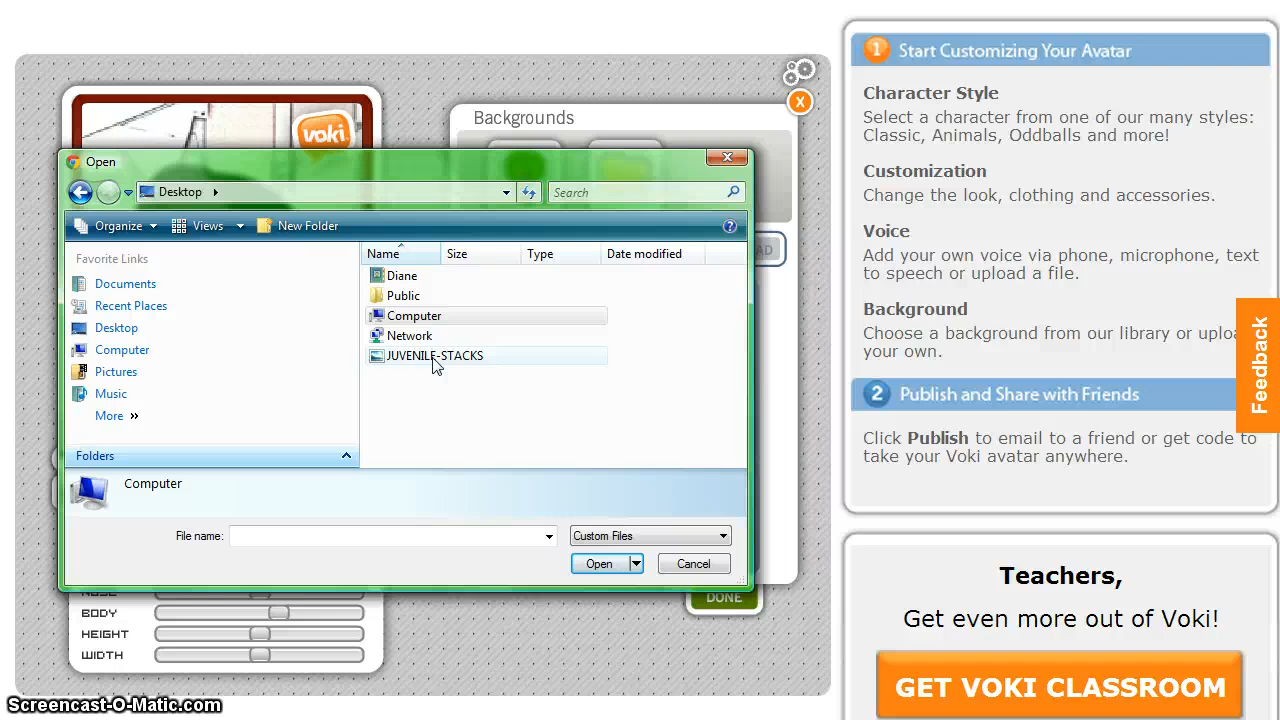 voki
Backgrounds
X
AD
Open
Desktop
Search
Organize
Views
New Folder
Favorite Links
Documents
Recent Places
Desktop
Computer
Pictures
Music
More »
Folders
Name
Size
Type
Date modified
Diane
Public
Computer
Network
JUVENILE-STACKS
Computer
File name:
Custom Files
Open
Cancel
DONE
BODY
HEIGHT
WIDTH
1 Start Customizing Your Avatar
Character Style
Select a character from one of our many styles:
Classic, Animals, Oddballs and more!
Customization
Change the look, clothing and accessories.
Voice
Add your own voice via phone, microphone, text
to speech or upload a file.
Background
Choose a background from our library or uploa
your own.
2 Publish and Share with Friends
Click Publish to email to a friend or get code to
take your Voki avatar anywhere.
Feedback
Teachers,
Get even more out of Voki!
GET VOKI CLASSROOM
Screencast-O-Matic.com